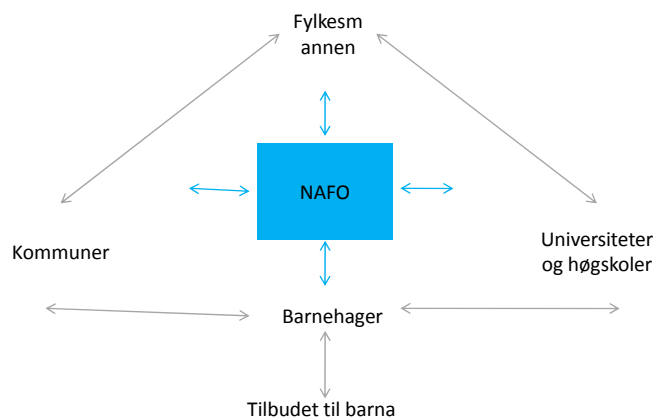 Fylkesm
annen
NAFO
Kommuner
Universiteter
og høgskoler
Barnehager
Tilbudet til barna